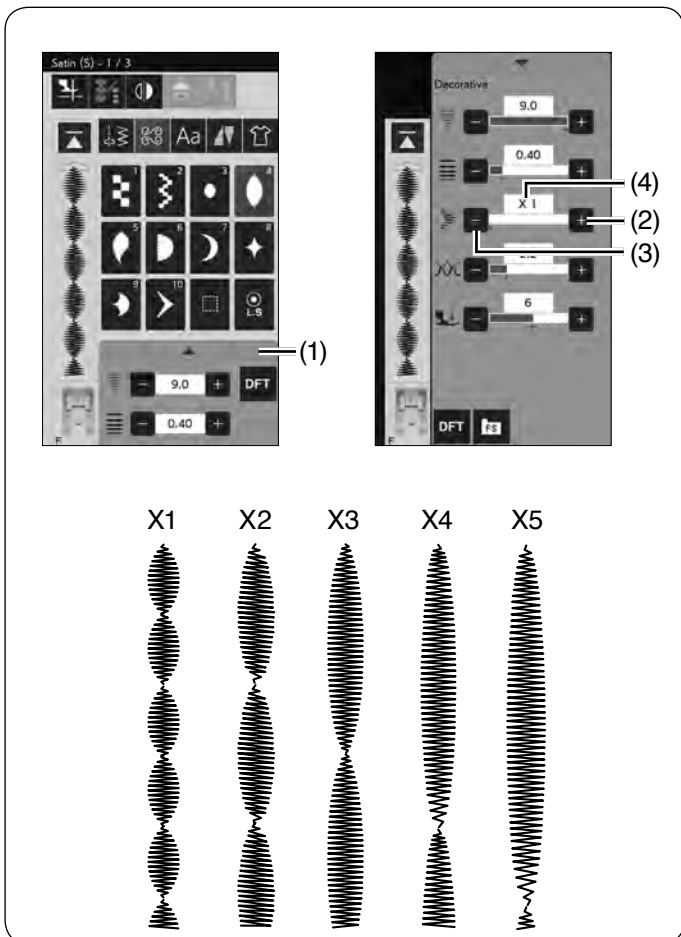 Satin (S) - 1 / 3
Aa
1 2 3 4
5 6 7 8
9 10 L.S
(1)
9.0 DFT
0.40
F
Decorative
9.0
0.40
(4)
X 1
(2)
(3)
6
DFT FS
F
X1 X2 X3 X4 X5